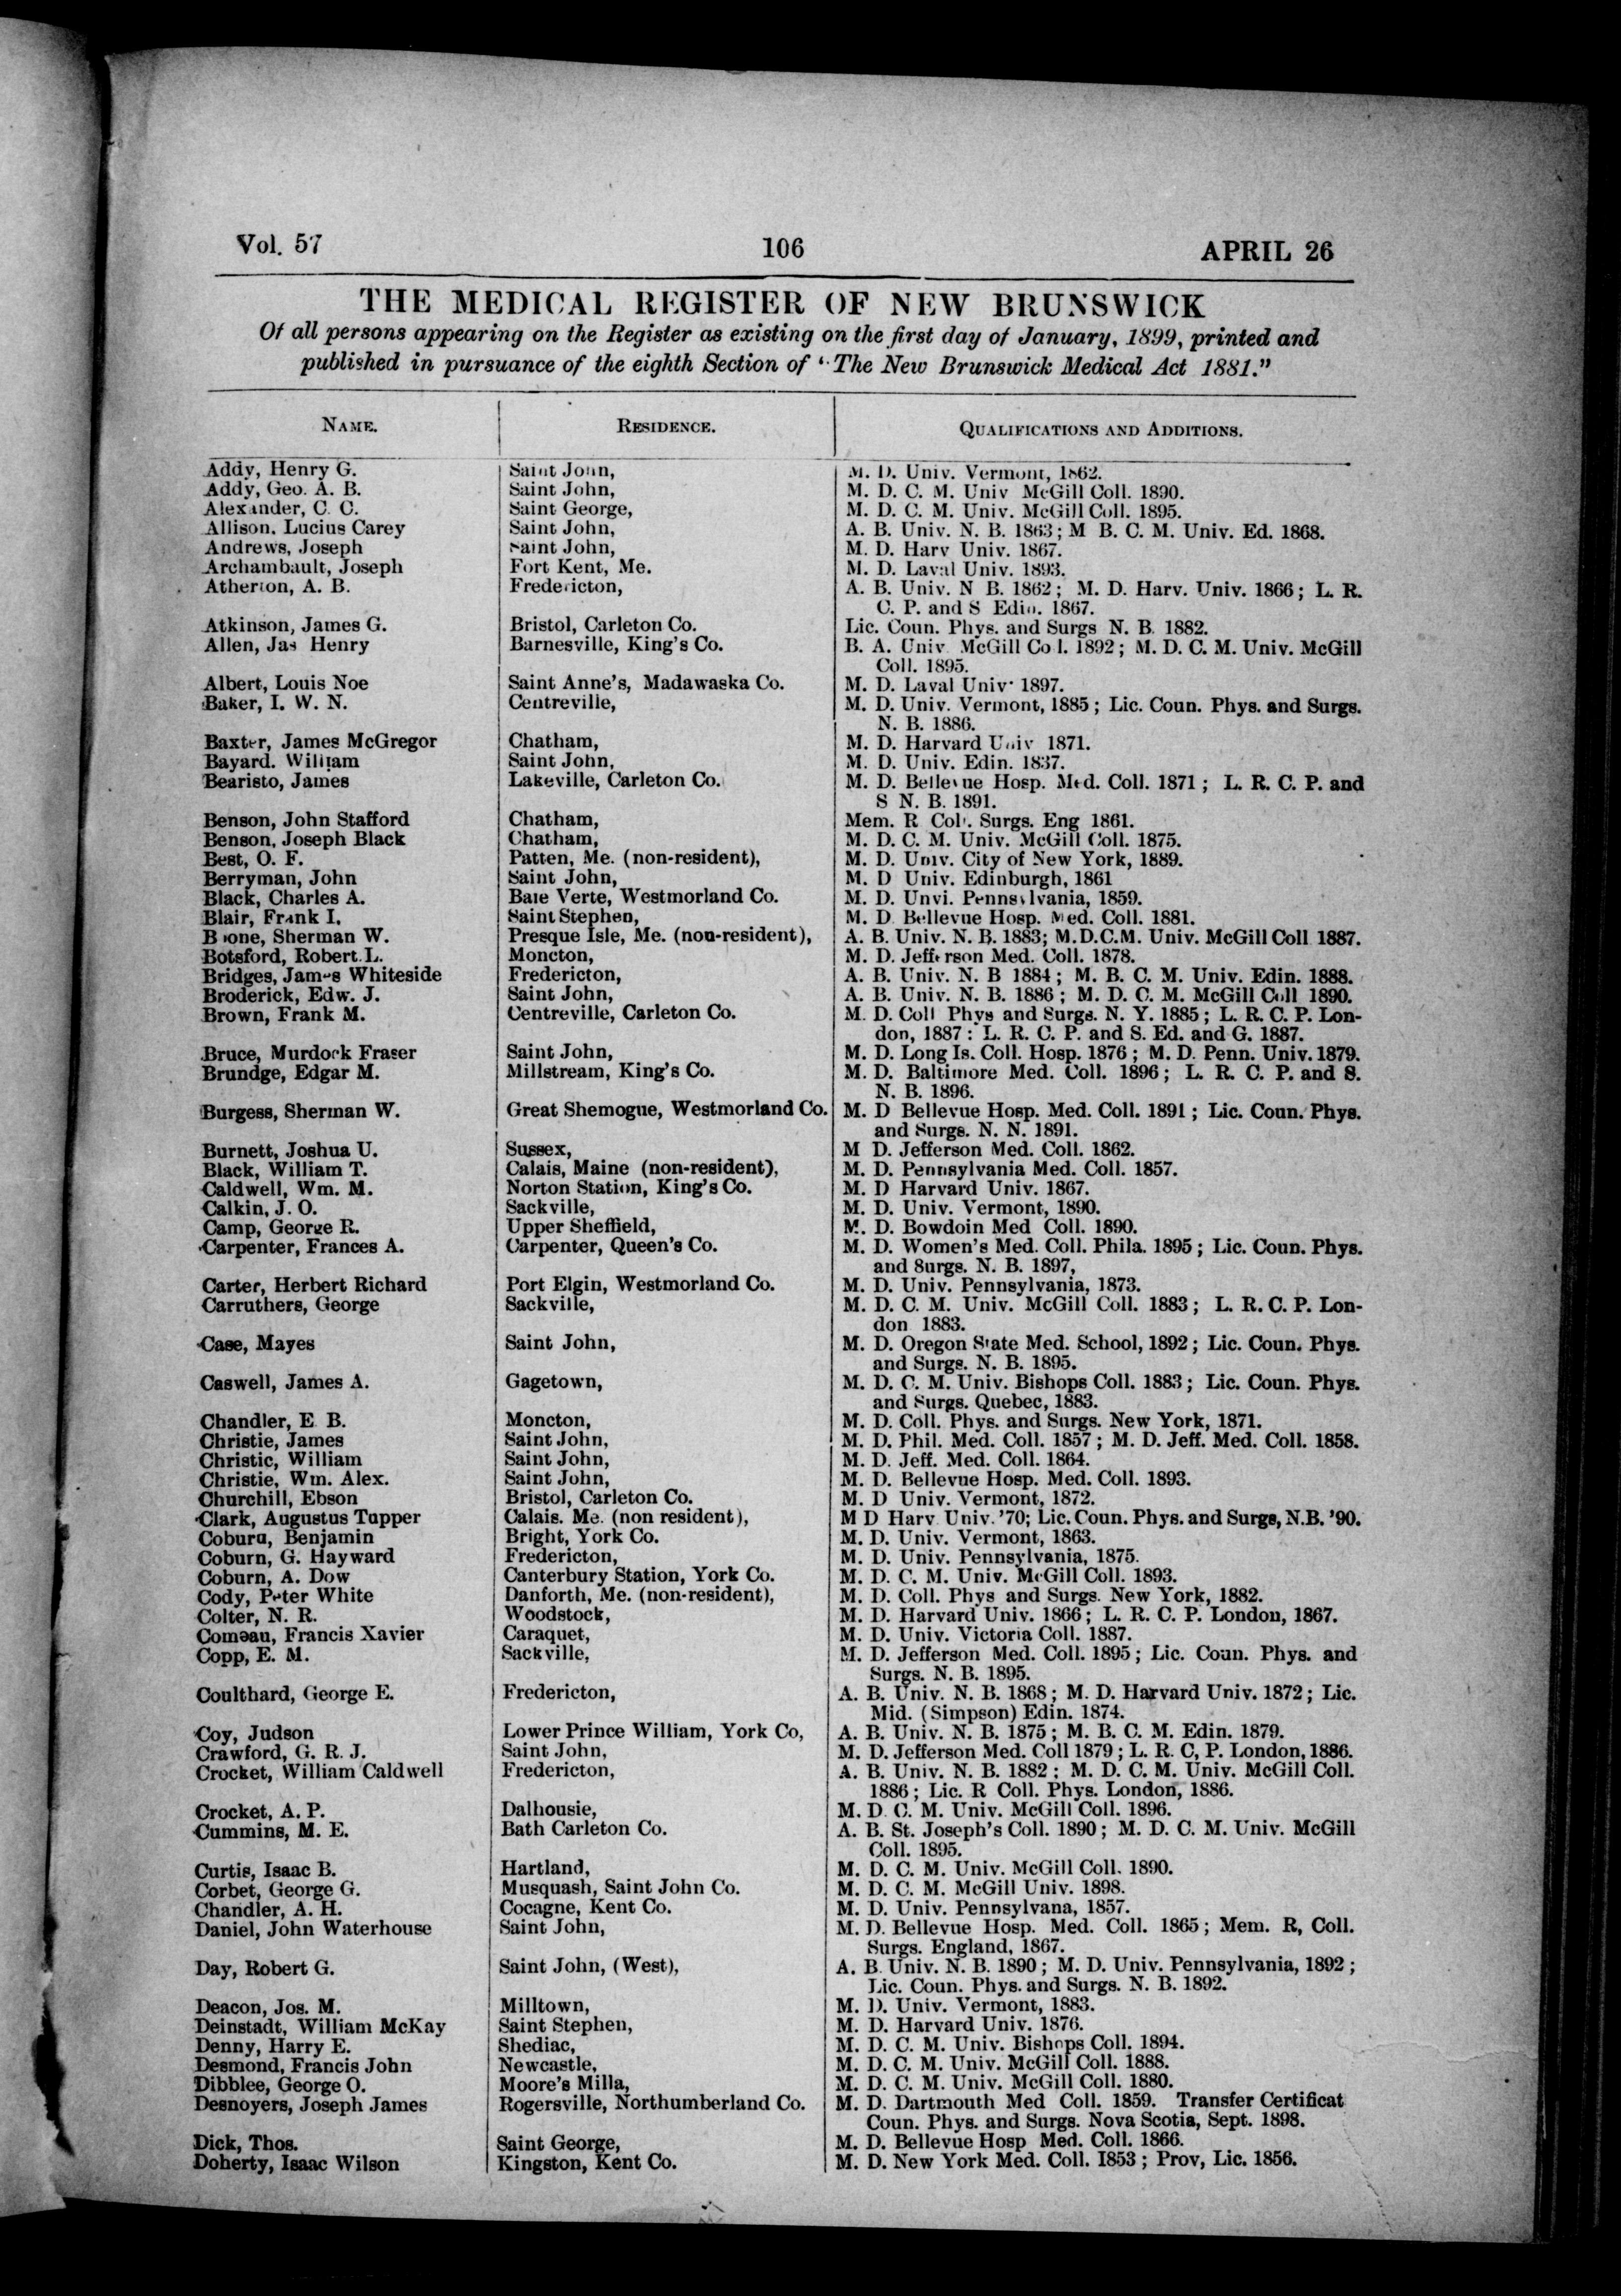 Vol. 57 106 APRIL 26
THE MEDICAL REGISTER OF NEW BRUNSWICK
Of all persons appearing on the Register as existing on the first day of January, 1899, printed and
published in pursuance of the eighth Section of "The New Brunswick Medical Act 1881."
NAME. RESIDENCE. QUALIFICATIONS AND ADDITIONS.
Addy, Henry G. Saint John, M. D. Univ. Vermont, 1862.
Addy, Geo. A. B. Saint John, M. D. C. M. Univ McGill Coll. 1890.
Alexander, C. C. Saint George, M. D. C. M. Univ. McGill Coll. 1895.
Allison. Lucius Carey Saint John, A. B. Univ. N. B. 1863; M B. C. M. Univ. Ed. 1868.
Andrews, Joseph Saint John, M. D. Harv Univ. 1867.
Archambault, Joseph Fort Kent, Me. M. D. Laval Univ. 1893.
Atherton, A. B. Fredericton, A. B. Univ. N B. 1862; M. D. Harv. Univ. 1866; L. R.
C. P. and S Edin. 1867.
Atkinson, James G. Bristol, Carleton Co. Lic. Coun. Phys. and Surgs N. B. 1882.
Allen, Jas Henry Barnesville, King's Co. B. A. Univ McGill Col. 1892; M. D. C. M. Univ. McGill
Coll. 1895.
Albert, Louis Noe Saint Anne's, Madawaska Co. M. D. Laval Univ. 1897.
Baker, I. W. N. Centreville, M. D. Univ. Vermont, 1885; Lic. Coun. Phys. and Surgs.
N. B. 1886.
Baxter, James McGregor Chatham, M. D. Harvard Univ 1871.
Bayard. William Saint John, M. D. Univ. Edin. 1837.
Bearisto, James Lakeville, Carleton Co. M. D. Bellevue Hosp. Med. Coll. 1871; L. R. C. P. and
S N. B. 1891.
Benson, John Stafford Chatham, Mem. R Coll. Surgs. Eng 1861.
Benson, Joseph Black Chatham, M. D. C. M. Univ. McGill Coll. 1875.
Best, O. F. Patten, Me. (non-resident), M. D. Univ. City of New York, 1889.
Berryman, John Saint John, M. D Univ. Edinburgh, 1861
Black, Charles A. Baie Verte, Westmorland Co. M. D. Unvi. Pennsylvania, 1859.
Blair, Frank I. Saint Stephen, M. D. Bellevue Hosp. Med. Coll. 1881.
Boone, Sherman W. Presque Isle, Me. (non-resident), A. B. Univ. N. B. 1883; M.D.C.M. Univ. McGill Coll 1887.
Botsford, Robert L. Moncton, M. D. Jefferson Med. Coll. 1878.
Bridges, James Whiteside Fredericton, A. B. Univ. N. B 1884; M. B. C. M. Univ. Edin. 1888.
Broderick, Edw. J. Saint John, A. B. Univ. N. B. 1886; M. D. C. M. McGill Coll 1890.
Brown, Frank M. Centreville, Carleton Co. M. D. Coll Phys and Surgs. N. Y. 1885; L. R. C. P. Lon-
don, 1887: L. R. C. P. and S. Ed. and G. 1887.
Bruce, Murdock Fraser Saint John, M. D. Long Is. Coll. Hosp. 1876; M. D. Penn. Univ. 1879.
Brundge, Edgar M. Millstream, King's Co. M. D. Baltimore Med. Coll. 1896; L. R. C. P. and S.
N. B. 1896.
Burgess, Sherman W. Great Shemogue, Westmorland Co. M. D Bellevue Hosp. Med. Coll. 1891; Lic. Coun. Phys.
and Surgs. N. N. 1891.
Burnett, Joshua U. Sussex, M D. Jefferson Med. Coll. 1862.
Black, William T. Calais, Maine (non-resident), M. D. Pennsylvania Med. Coll. 1857.
Caldwell, Wm. M. Norton Station, King's Co. M. D Harvard Univ. 1867.
Calkin, J. O. Sackville, M. D. Univ. Vermont, 1890.
Camp, George R. Upper Sheffield, M. D. Bowdoin Med Coll. 1890.
Carpenter, Frances A. Carpenter, Queen's Co. M. D. Women's Med. Coll. Phila. 1895; Lic. Coun. Phys.
and Surgs. N. B. 1897,
Carter, Herbert Richard Port Elgin, Westmorland Co. M. D. Univ. Pennsylvania, 1873.
Carruthers, George Sackville, M. D. C. M. Univ. McGill Coll. 1883; L. R. C. P. Lon-
don 1883.
Case, Mayes Saint John, M. D. Oregon State Med. School, 1892; Lic. Coun. Phys.
and Surgs. N. B. 1895.
Caswell, James A. Gagetown, M. D. C. M. Univ. Bishops Coll. 1883; Lic. Coun. Phys.
and Surgs. Quebec, 1883.
Chandler, E B. Moncton, M. D. Coll. Phys. and Surgs. New York, 1871.
Christie, James Saint John, M. D. Phil. Med. Coll. 1857; M. D. Jeff. Med. Coll. 1858.
Christic, William Saint John, M. D. Jeff. Med. Coll. 1864.
Christie, Wm. Alex. Saint John, M. D. Bellevue Hosp. Med. Coll. 1893.
Churchill, Ebson Bristol, Carleton Co. M. D Univ. Vermont, 1872.
Clark, Augustus Tupper Calais. Me. (non resident), M D Harv. Univ. '70; Lic. Coun. Phys. and Surgs, N.B. '90.
Coburn, Benjamin Bright, York Co. M. D. Univ. Vermont, 1863.
Coburn, G. Hayward Fredericton, M. D. Univ. Pennsylvania, 1875.
Coburn, A. Dow Canterbury Station, York Co. M. D. C. M. Univ. McGill Coll. 1893.
Cody, Peter White Danforth, Me. (non-resident), M. D. Coll. Phys and Surgs. New York, 1882.
Colter, N. R. Woodstock, M. D. Harvard Univ. 1866; L. R. C. P. London, 1867.
Comeau, Francis Xavier Caraquet, M. D. Univ. Victoria Coll. 1887.
Copp, E. M. Sackville, M. D. Jefferson Med. Coll. 1895; Lic. Coun. Phys. and
Surgs. N. B. 1895.
Coulthard, George E. Fredericton, A. B. Univ. N. B. 1868; M. D. Harvard Univ. 1872; Lic.
Mid. (Simpson) Edin. 1874.
Coy, Judson Lower Prince William, York Co, A. B. Univ. N. B. 1875; M. B. C. M. Edin. 1879.
Crawford, G. R. J. Saint John, M. D. Jefferson Med. Coll 1879; L. R. C, P. London, 1886.
Crocket, William Caldwell Fredericton, A. B. Univ. N. B. 1882; M. D. C. M. Univ. McGill Coll.
1886; Lic. R Coll. Phys. London, 1886.
Crocket, A. P. Dalhousie, M. D. C. M. Univ. McGill Coll. 1896.
Cummins, M. E. Bath Carleton Co. A. B. St. Joseph's Coll. 1890; M. D. C. M. Univ. McGill
Coll. 1895.
Curtis, Isaac B. Hartland, M. D. C. M. Univ. McGill Coll. 1890.
Corbet, George G. Musquash, Saint John Co. M. D. C. M. McGill Univ. 1898.
Chandler, A. H. Cocagne, Kent Co. M. D. Univ. Pennsylvana, 1857.
Daniel, John Waterhouse Saint John, M. D. Bellevue Hosp. Med. Coll. 1865; Mem. R, Coll.
Surgs. England, 1867.
Day, Robert G. Saint John, (West), A. B. Univ. N. B. 1890; M. D. Univ. Pennsylvania, 1892;
Lic. Coun. Phys. and Surgs. N. B. 1892.
Deacon, Jos. M. Milltown, M. D. Univ. Vermont, 1883.
Deinstadt, William McKay Saint Stephen, M. D. Harvard Univ. 1876.
Denny, Harry E. Shediac, M. D. C. M. Univ. Bishops Coll. 1894.
Desmond, Francis John Newcastle, M. D. C. M. Univ. McGill Coll. 1888.
Dibblee, George O. Moore's Milla, M. D. C. M. Univ. McGill Coll. 1880.
Desnoyers, Joseph James Rogersville, Northumberland Co. M. D. Dartmouth Med Coll. 1859. Transfer Certificat
Coun. Phys. and Surgs. Nova Scotia, Sept. 1898.
Dick, Thos. Saint George, M. D. Bellevue Hosp Med. Coll. 1866.
Doherty, Isaac Wilson Kingston, Kent Co. M. D. New York Med. Coll. 1853; Prov, Lic. 1856.